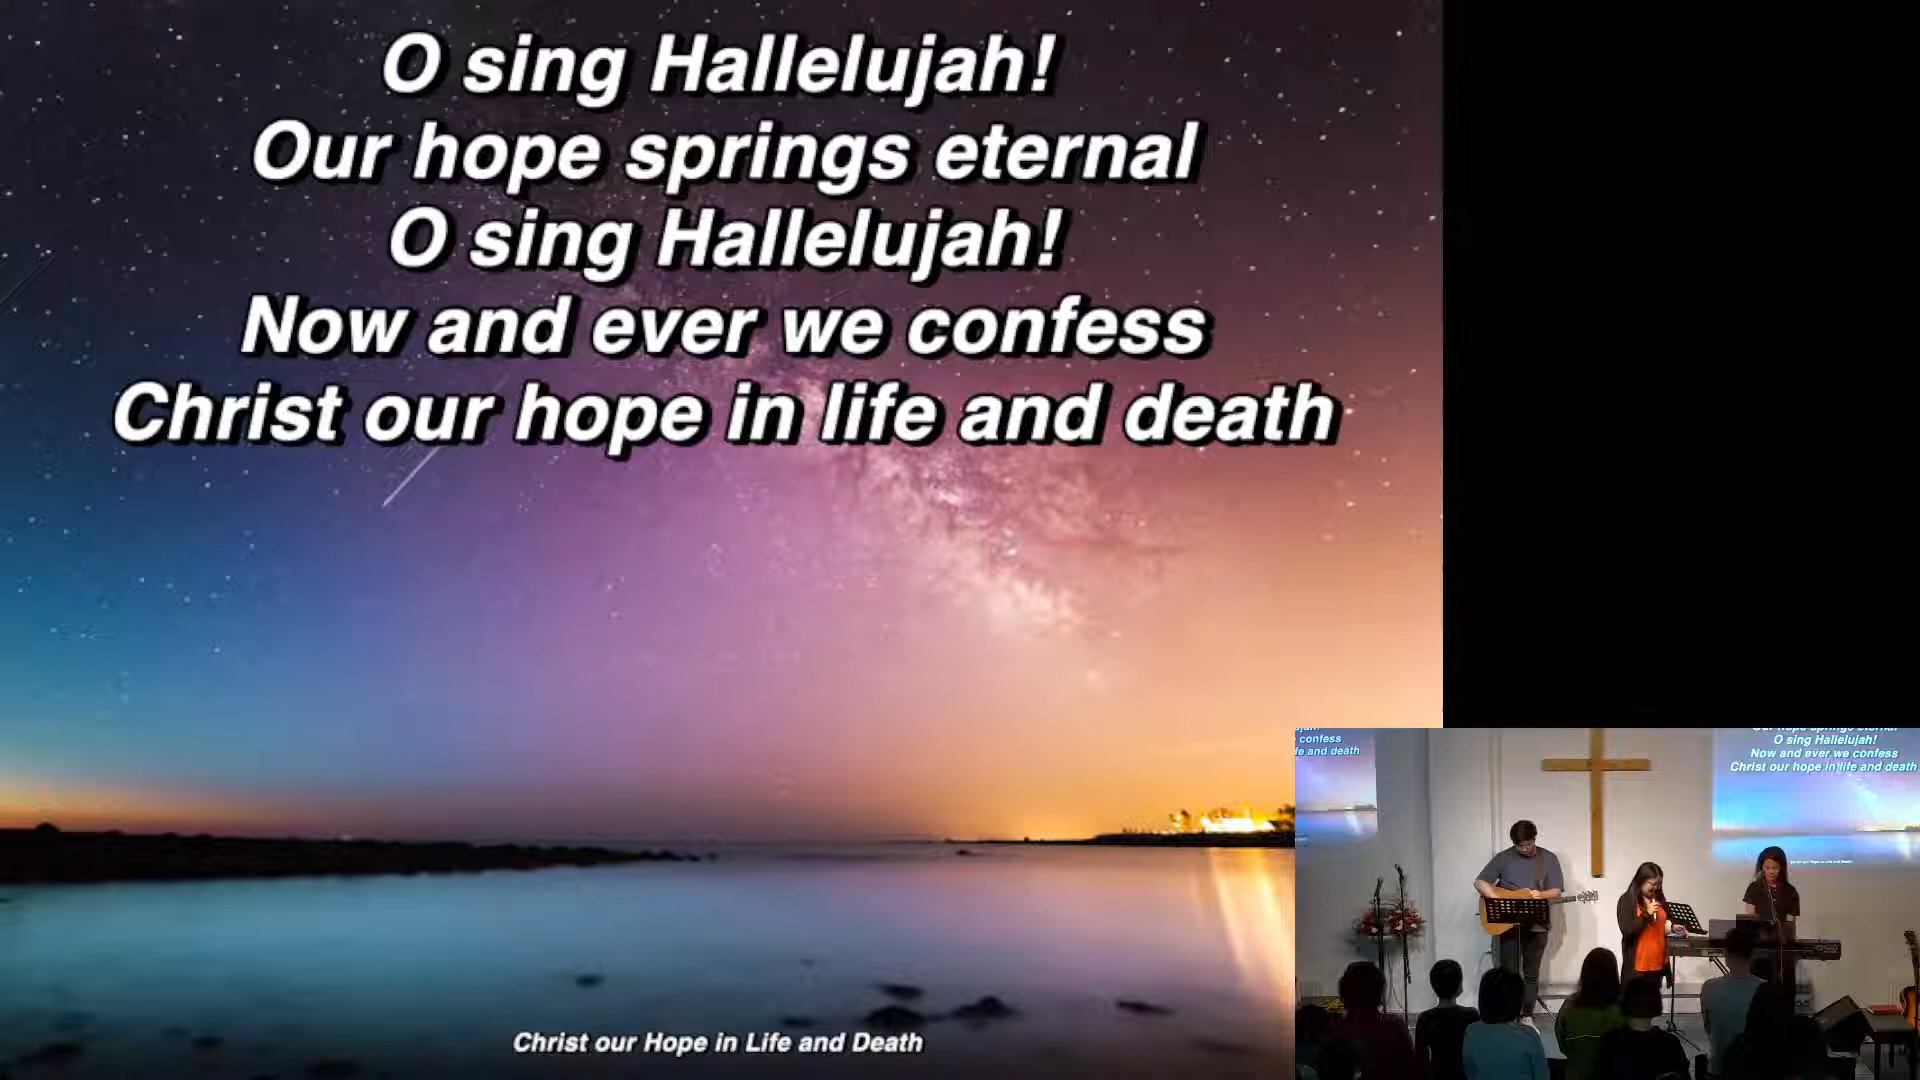 O sing Hallelujah!
Our hope springs eternal
O sing Hallelujah!
Now and ever we confess
Christ our hope in life and death
Christ our Hope in Life and Death
confess
and death
O sing Hallelujah!
Now and ever we confess
Christ our hope in life and death